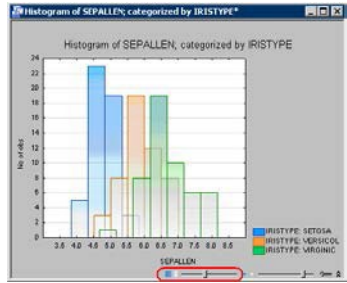 Histogram of SEPALLEN; categorized by IRISTYPE*
Histogram of SEPALLEN; categorized by IRISTYPE
24
22
20
18
16
14
12
10
8
6
4
2
0
No of obs
3.5 4.0 4.5 5.0 5.5 6.0 6.5 7.0 7.5 8.0 8.5
SEPALLEN
IRISTYPE: SETOSA
IRISTYPE: VERSICOL
IRISTYPE: VIRGINIC